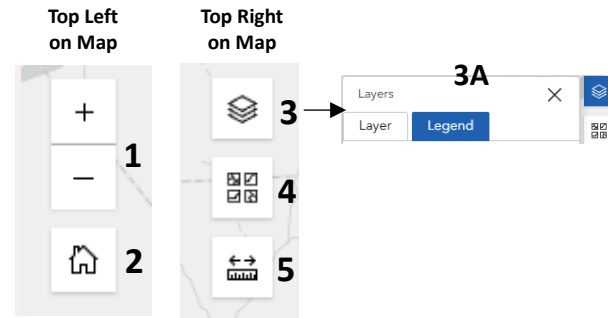 Top Left
on Map
Top Right
on Map
+
1
−
2
3
4
5
3A
Layers
Layer
Legend